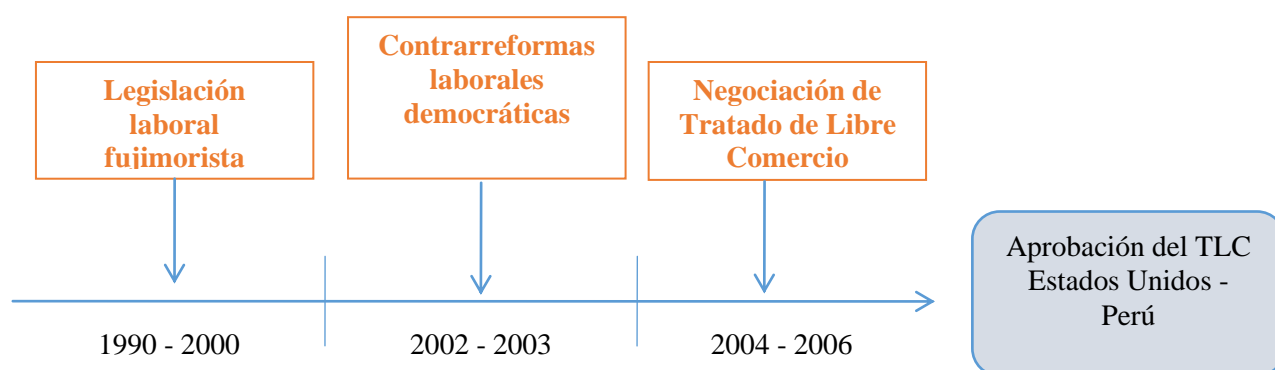 Legislación
laboral
fujimorista
Contrarreformas
laborales
democráticas
Negociación de
Tratado de Libre
Comercio
Aprobación del TLC
Estados Unidos -
Perú
1990 - 2000
2002 - 2003
2004 - 2006